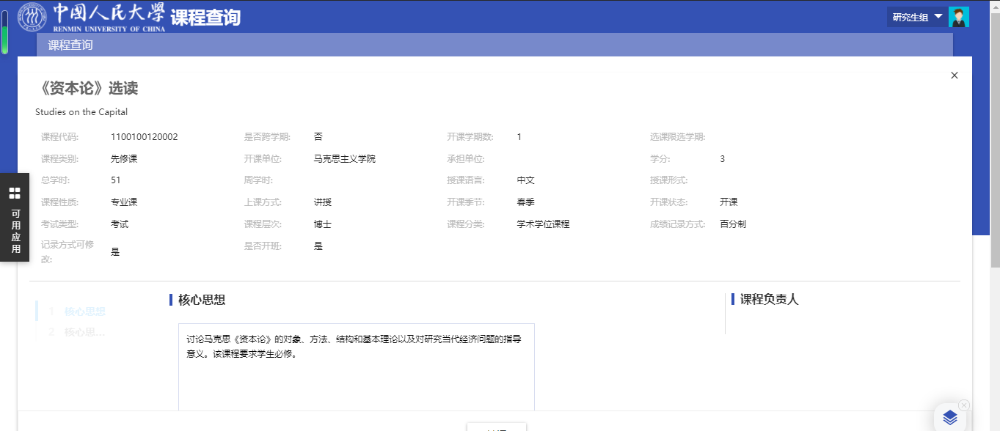 中国人民大学 课程查询
RENMIN UNIVERSITY OF CHINA
研究生组
课程查询
《资本论》选读
Studies on the Capital
课程代码: 1100100120002 是否跨学期: 否 开课学期数: 1 选课限选学期:
课程类别: 先修课 开课单位: 马克思主义学院 承担单位: 学分: 3
总学时: 51 周学时: 授课语言: 中文 授课形式:
课程性质: 专业课 上课方式: 讲授 开课季节: 春季 开课状态: 开课
考试类型: 考试 课程层次: 博士 课程分类: 学术学位课程 成绩记录方式: 百分制
记录方式可修
改: 是 是否开班: 是
可用应用
1 核心思想
2 核心思...
核心思想
讨论马克思《资本论》的对象、方法、结构和基本理论以及对研究当代经济问题的指导
意义。该课程要求学生必修。
课程负责人